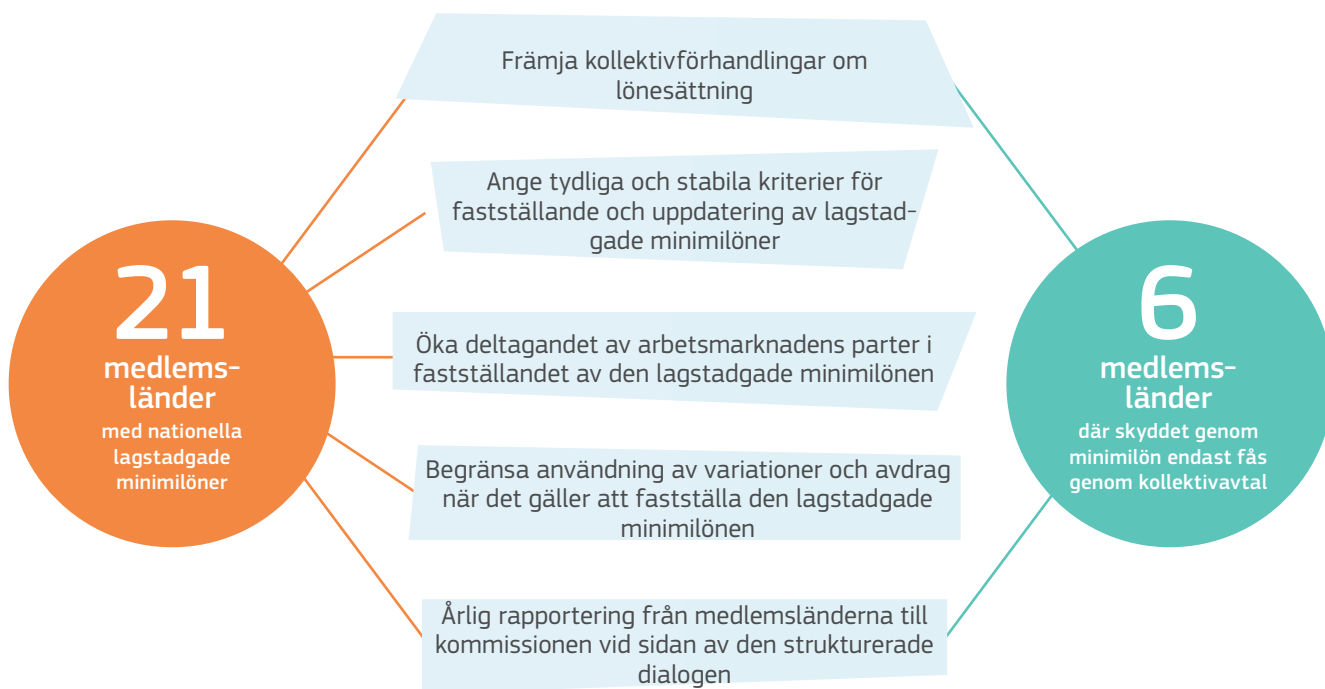 Främja kollektivförhandlingar om
lönesättning
Ange tydliga och stabila kriterier för
fastställande och uppdatering av lagstad-
gade minimilöner
21
medlems-
länder
med nationella
lagstadgade
minimilöner
Öka deltagandet av arbetsmarknadens parter i
fastställandet av den lagstadgade minimilönen
6
medlems-
länder
där skyddet genom
minimilön endast fås
genom kollektivavtal
Begränsa användning av variationer och avdrag
när det gäller att fastställa den lagstadgade
minimilönen
Årlig rapportering från medlemsländerna till
kommissionen vid sidan av den strukturerade
dialogen